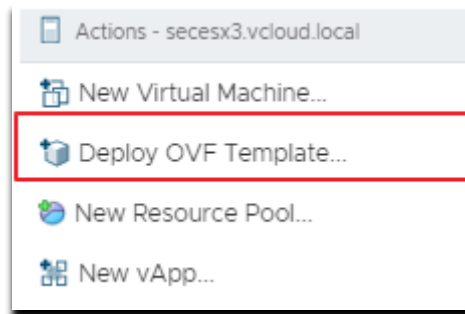 Actions - secesx3.vcloud.local
New Virtual Machine...
Deploy OVF Template...
New Resource Pool...
New vApp...